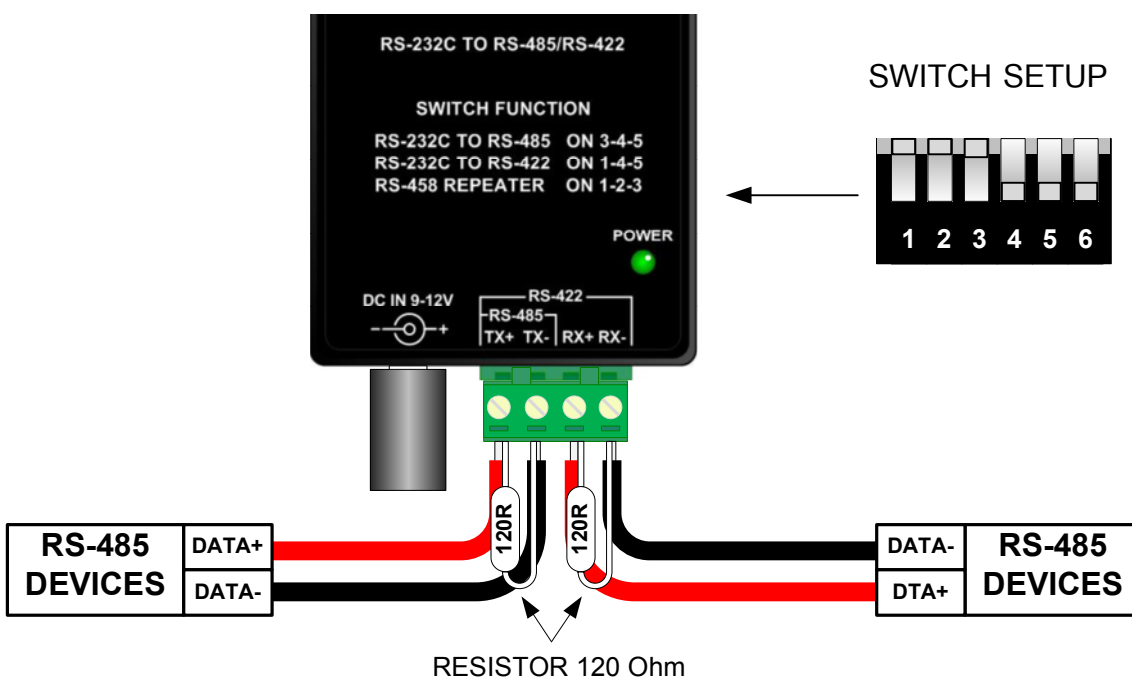 RS-232C TO RS-485/RS-422
SWITCH SETUP
SWITCH FUNCTION
RS-232C TO RS-485 ON 3-4-5
RS-232C TO RS-422 ON 1-4-5
RS-458 REPEATER ON 1-2-3
1 2 3 4 5 6
POWER
DC IN 9-12V
RS-422
RS-485
- +
TX+ TX- RX+ RX-
120R
120R
RS-485
DEVICES
DATA+
DATA-
DATA-
DTA+
RS-485
DEVICES
RESISTOR 120 Ohm